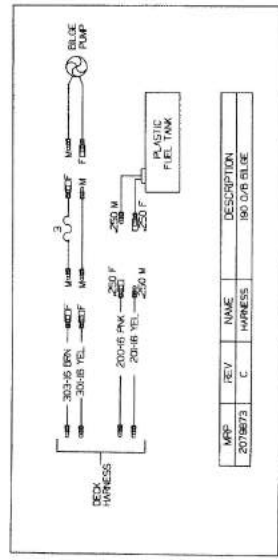 BILGE
PUMP
M F M
F M F
3
F M
F M
303-16 BRN
301-16 YEL
DECK
HARNESS
200-16 PNK
201-16 YEL
.250 F
.250 M
.250 M
.250 F
PLASTIC
FUEL TANK
MRP REV NAME DESCRIPTION
2079873 C HARNESS 190 O/B BILGE